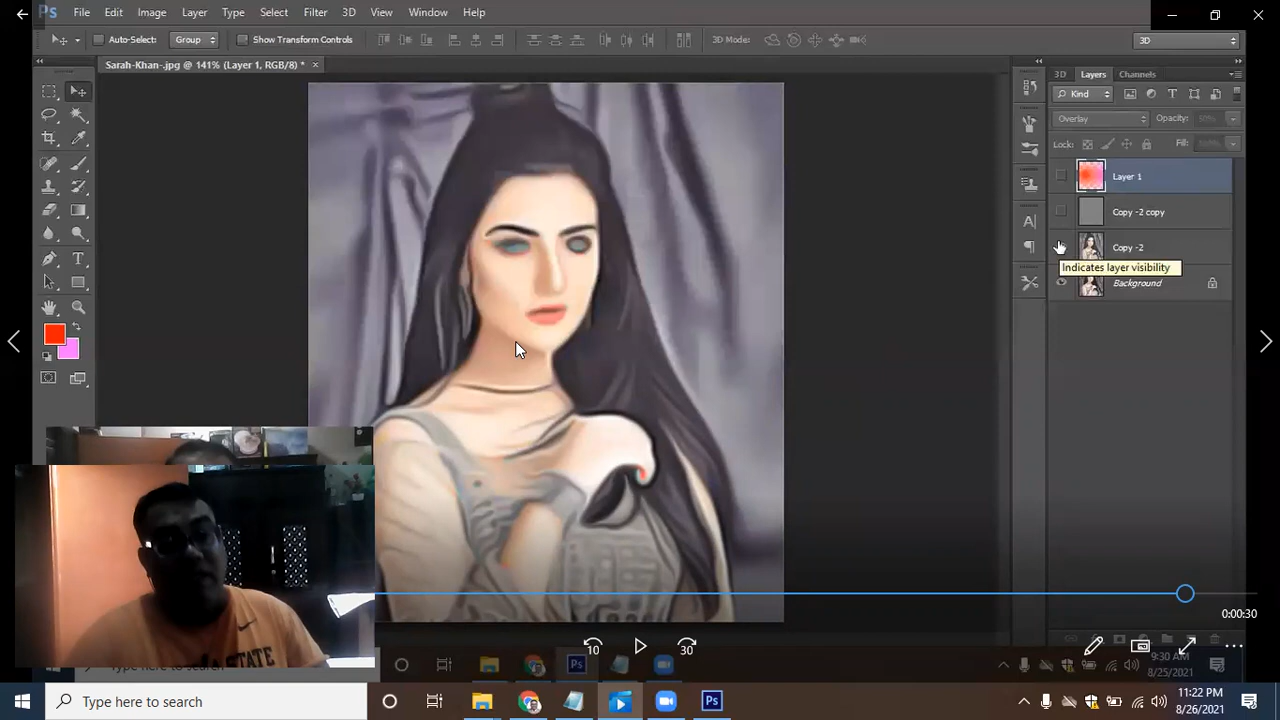 Ps File Edit Image Layer Type Select Filter 3D View Window Help
Auto-Select: Group Show Transform Controls 3D Mode: 3D
Sarah-Khan-.jpg @ 141% (Layer 1, RGB/8) * ×
3D Layers Channels
Kind
Overlay Opacity:
Lock: Fill:
Layer 1
Copy -2 copy
Copy -2
Indicates layer visibility
Background
0:00:30
10 30
STATE
Type here to search
9:30 AM
8/25/2021
Type here to search
Ps
11:22 PM
8/26/2021